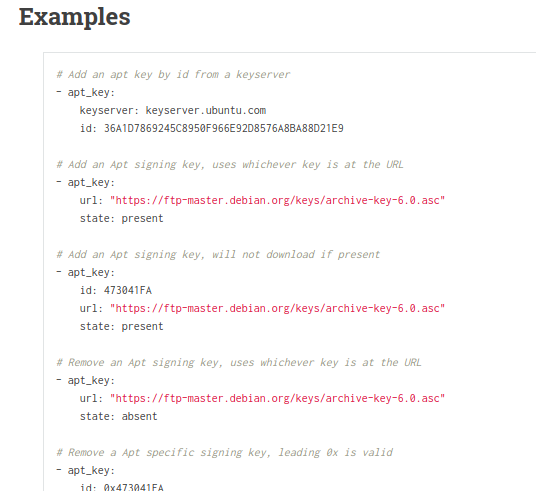 Examples
# Add an apt key by id from a keyserver
- apt_key:
keyserver: keyserver.ubuntu.com
id: 36A1D7869245C8950F966E92D8576A8BA88D21E9
# Add an Apt signing key, uses whichever key is at the URL
- apt_key:
url: "https://ftp-master.debian.org/keys/archive-key-6.0.asc"
state: present
# Add an Apt signing key, will not download if present
- apt_key:
id: 473041FA
url: "https://ftp-master.debian.org/keys/archive-key-6.0.asc"
state: present
# Remove an Apt signing key, uses whichever key is at the URL
- apt_key:
url: "https://ftp-master.debian.org/keys/archive-key-6.0.asc"
state: absent
# Remove a Apt specific signing key, leading 0x is valid
- apt_key:
id: 0x473041FA